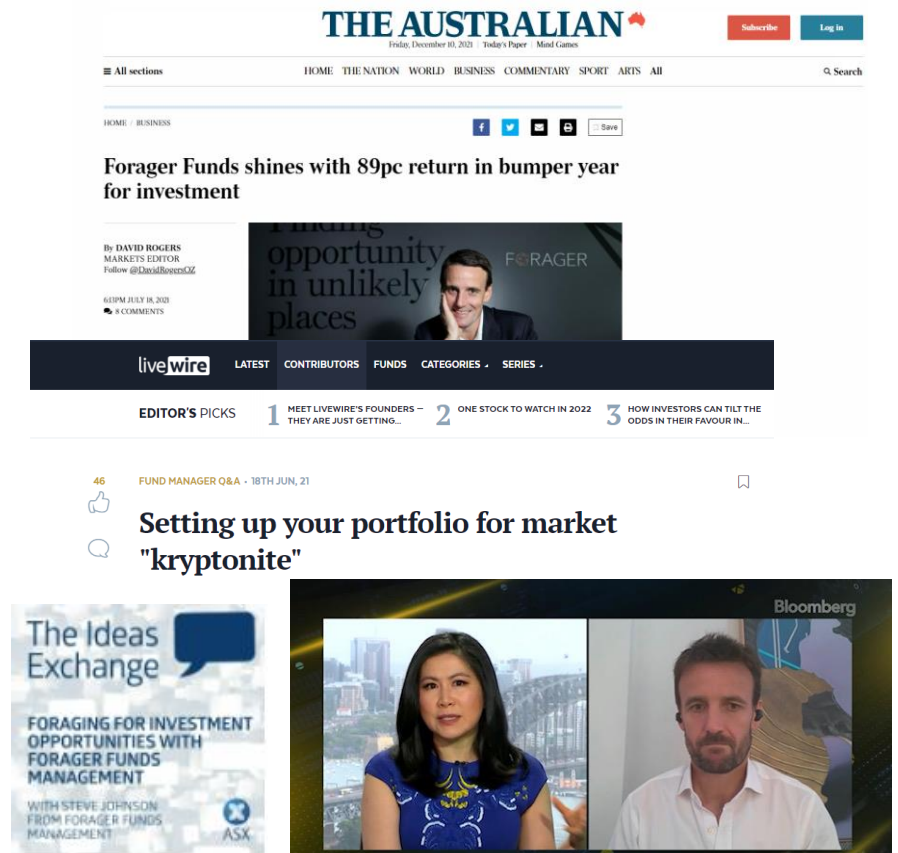 THE AUSTRALIAN
Friday, December 10, 2021 | Today's Paper | Mind Games
Subscribe
Log in
All sections
HOME THE NATION WORLD BUSINESS COMMENTARY SPORT ARTS All
Search
HOME / BUSINESS
Save
Forager Funds shines with 89pc return in bumper year
for investment
By DAVID ROGERS
MARKETS EDITOR
Follow @DavidRogersOZ
6:13PM JULY 18, 2021
8 COMMENTS
Finding
opportunity
in unlikely
places
FORAGER
livewire
LATEST CONTRIBUTORS FUNDS CATEGORIES SERIES
EDITOR'S PICKS
1 MEET LIVEWIRE'S FOUNDERS –
THEY ARE JUST GETTING...
2 ONE STOCK TO WATCH IN 2022
3 HOW INVESTORS CAN TILT THE
ODDS IN THEIR FAVOUR IN...
46
FUND MANAGER Q&A • 18TH JUN, 21
Setting up your portfolio for market
"kryptonite"
The Ideas
Exchange
FORAGING FOR INVESTMENT
OPPORTUNITIES WITH
FORAGER FUNDS
MANAGEMENT
WITH STEVE JOHNSON
FROM FORAGER FUNDS
MANAGEMENT
ASX
Bloomberg